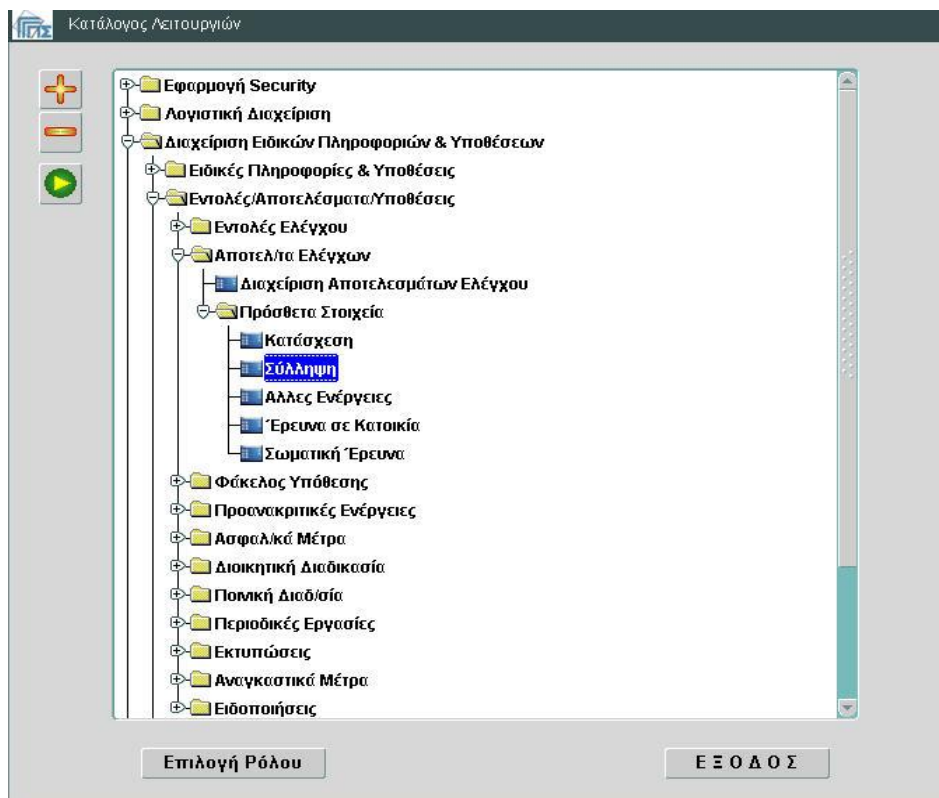 Κατάλογος Λειτουργιών
Εφαρμογή Security
Λογιστική Διαχείριση
Διαχείριση Ειδικών Πληροφοριών & Υποθέσεων
Ειδικές Πληροφορίες & Υποθέσεις
Εντολές/Αποτελέσματα/Υποθέσεις
Εντολές Ελέγχου
Αποτελ/τα Ελέγχων
Διαχείριση Αποτελεσμάτων Ελέγχου
Πρόσθετα Στοιχεία
Κατάσχεση
Σύλληψη
Αλλες Ενέργειες
Έρευνα σε Κατοικία
Σωματική Έρευνα
Φάκελος Υπόθεσης
Προανακριτικές Ενέργειες
Ασφαλ/κά Μέτρα
Διοικητική Διαδικασία
Ποινική Διαδ/σία
Περιοδικές Εργασίες
Εκτυπώσεις
Αναγκαστικά Μέτρα
Ειδοποιήσεις
Επιλογή Ρόλου
ΕΞΟΔΟΣ